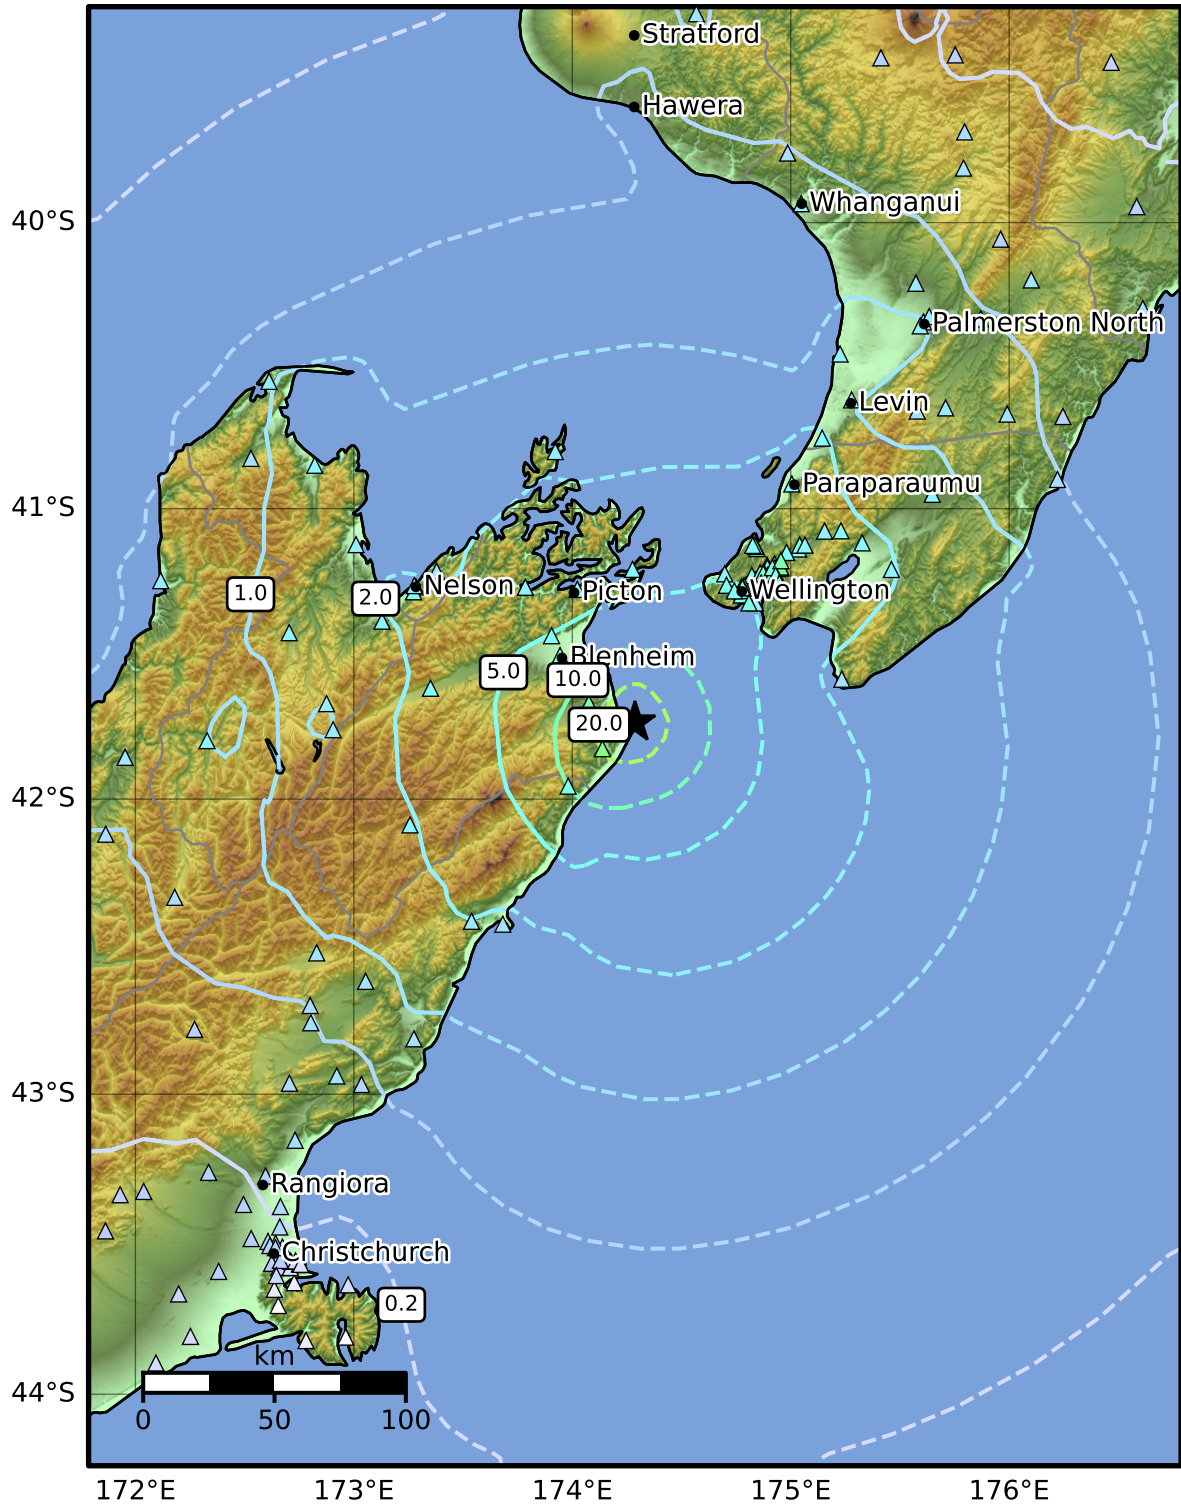 Stratford
Hawera
40°S
Whanganui
Palmerston North
Levin
Paraparaumu
41°S
1.0
2.0
Nelson
Picton
Wellington
Blenheim
5.0
10.0
20.0
42°S
43°S
Rangiora
Christchurch
0.2
km
0
50
100
44°S
172°E
173°E
174°E
175°E
176°E